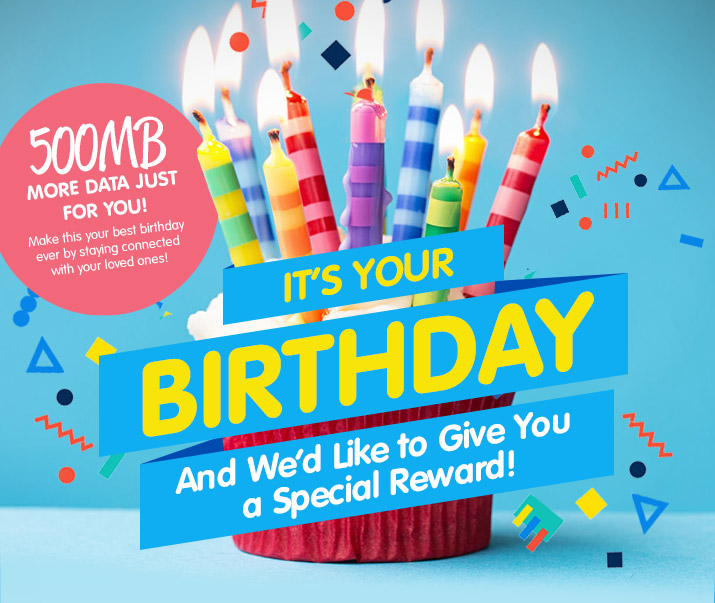 500MB
MORE DATA JUST
FOR YOU!
Make this your best birthday
ever by staying connected
with your loved ones!
IT'S YOUR
BIRTHDAY
And We'd Like to Give You
a Special Reward!